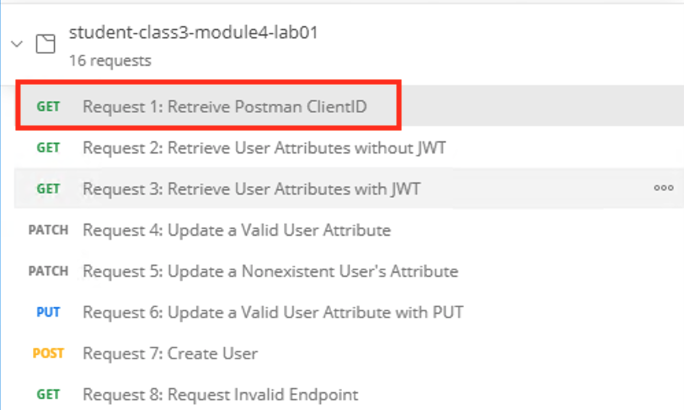 student-class3-module4-lab01
16 requests
GET Request 1: Retreive Postman ClientID
GET Request 2: Retrieve User Attributes without JWT
GET Request 3: Retrieve User Attributes with JWT
PATCH Request 4: Update a Valid User Attribute
PATCH Request 5: Update a Nonexistent User's Attribute
PUT Request 6: Update a Valid User Attribute with PUT
POST Request 7: Create User
GET Request 8: Request Invalid Endpoint